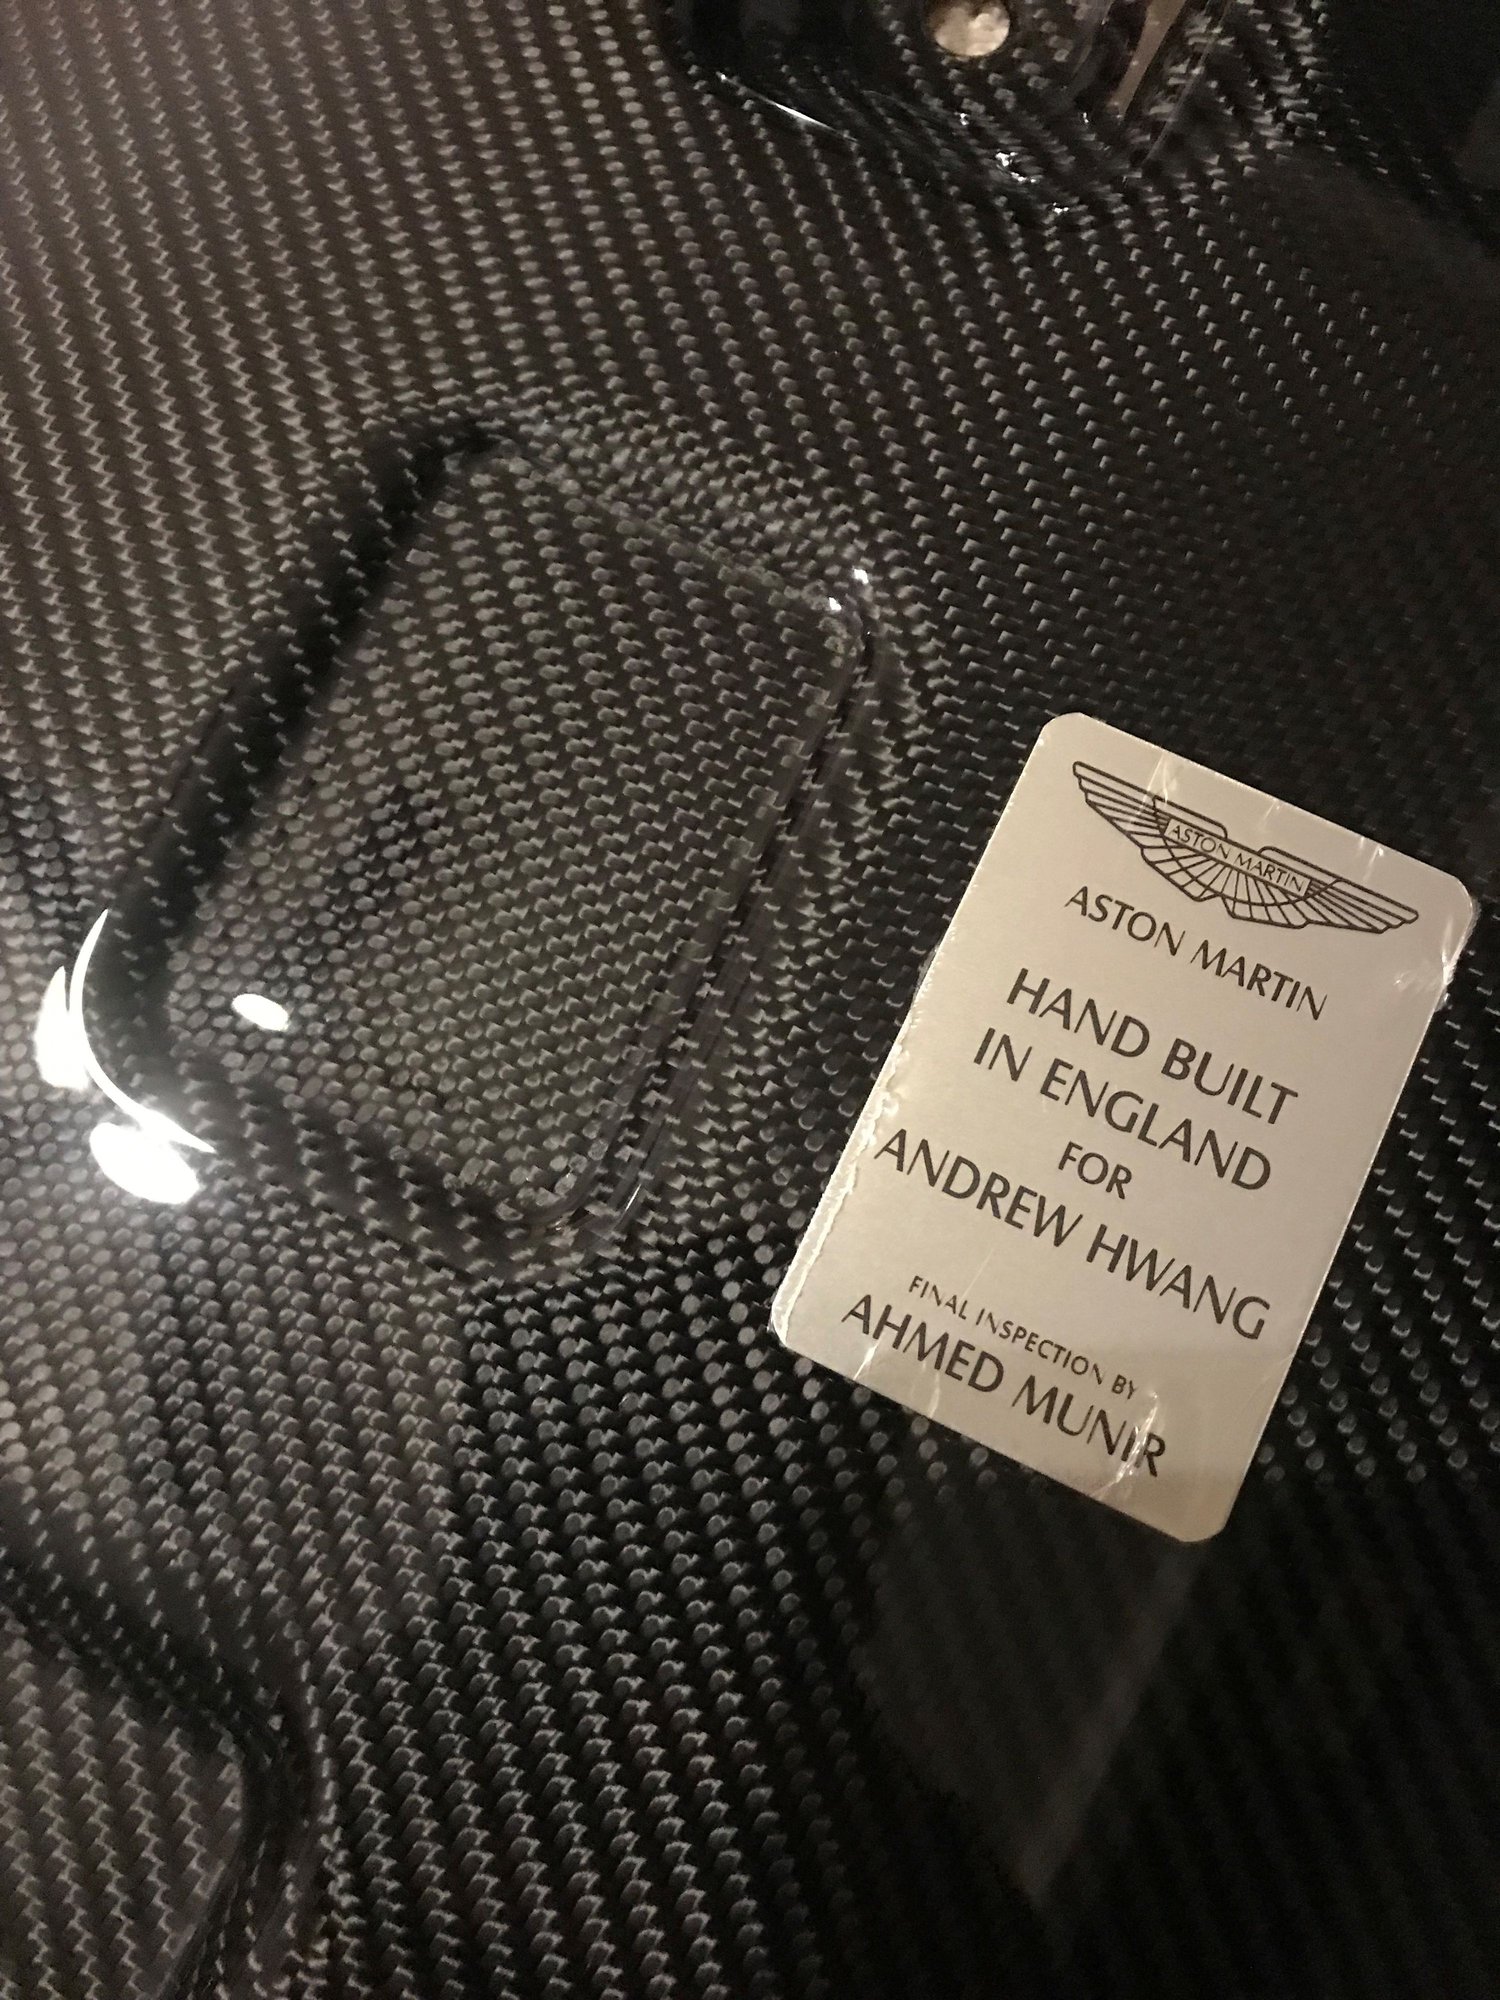 ASTON MARTIN
ASTON MARTIN
HAND BUILT
IN ENGLAND
FOR
ANDREW HWANG
FINAL INSPECTION BY
AHMED MUNIR